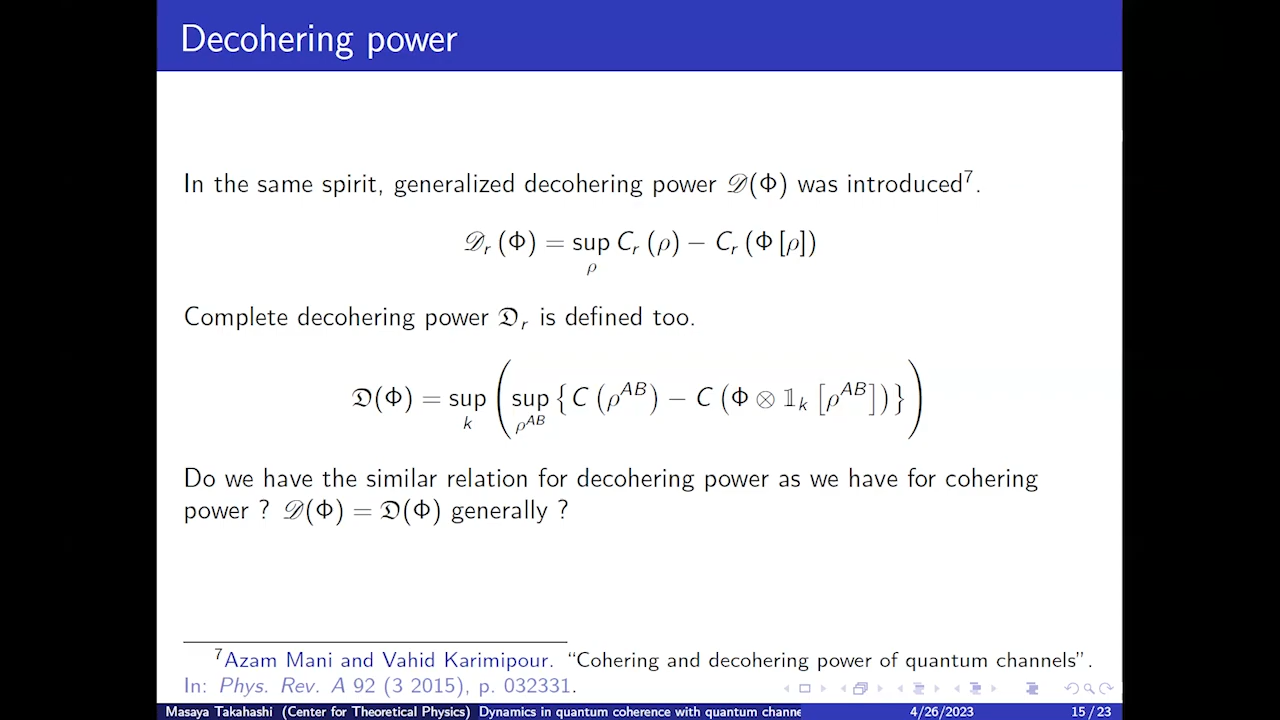 Decohering power
In the same spirit, generalized decohering power 𝒟(Φ) was introduced⁷.
𝒟ᵣ (Φ) = sup Cᵣ (ρ) − Cᵣ (Φ [ρ])
ρ
Complete decohering power 𝔇ᵣ is defined too.
𝔇(Φ) = sup ( sup { C (ρ^AB) − C (Φ ⊗ 𝟙ₖ [ρ^AB]) } )
k ρ^AB
Do we have the similar relation for decohering power as we have for cohering
power ? 𝒟(Φ) = 𝔇(Φ) generally ?
⁷Azam Mani and Vahid Karimipour. “Cohering and decohering power of quantum channels”.
In: Phys. Rev. A 92 (3 2015), p. 032331.
Masaya Takahashi (Center for Theoretical Physics) Dynamics in quantum coherence with quantum channe 4/26/2023 15 / 23